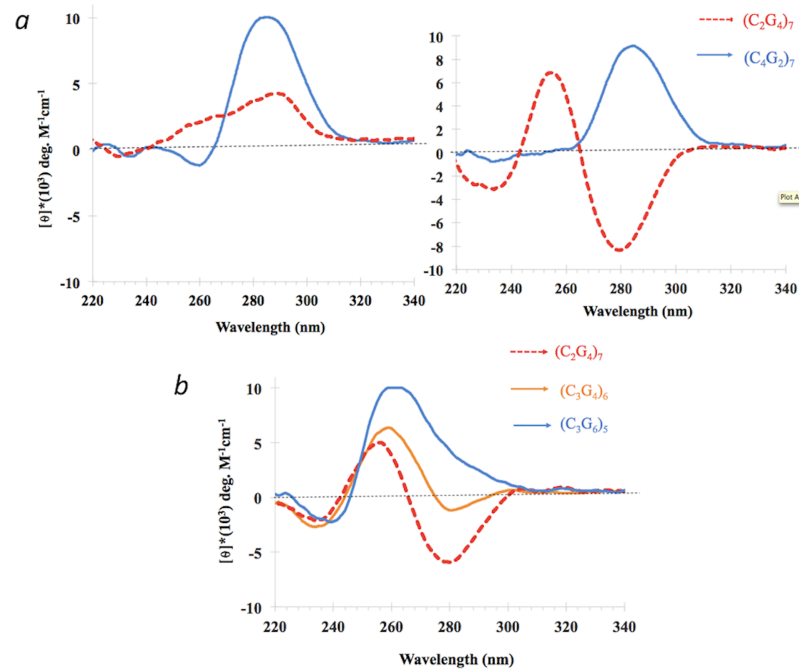 a
[θ]*(10³) deg. M⁻¹cm⁻¹
10
5
0
-5
-10
220 240 260 280 300 320 340
Wavelength (nm)
10
8
6
4
2
0
-2
-4
-6
-8
-10
220 240 260 280 300 320 340
Wavelength (nm)
(C₂G₄)₇
(C₄G₂)₇
Plot A
b
[θ]*(10³) deg. M⁻¹cm⁻¹
10
5
0
-5
-10
220 240 260 280 300 320 340
Wavelength (nm)
(C₂G₄)₇
(C₃G₄)₆
(C₃G₆)₅